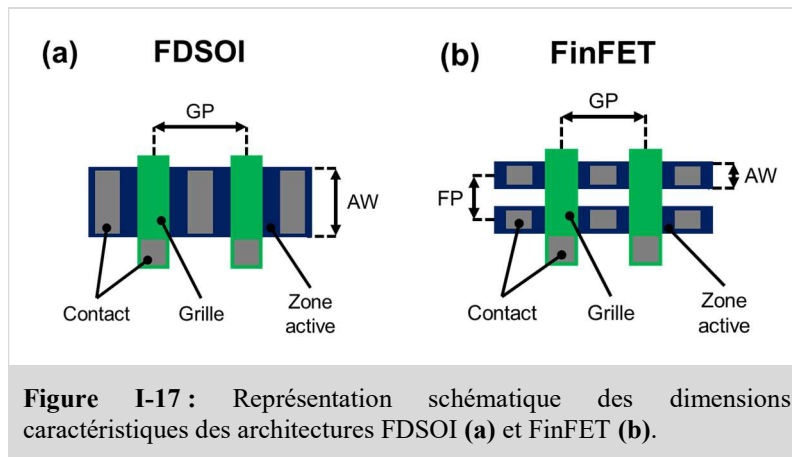 (a) FDSOI
GP
AW
Contact
Grille
Zone
active
(b) FinFET
GP
FP
AW
Contact
Grille
Zone
active
Figure I-17 : Représentation schématique des dimensions
caractéristiques des architectures FDSOI (a) et FinFET (b).